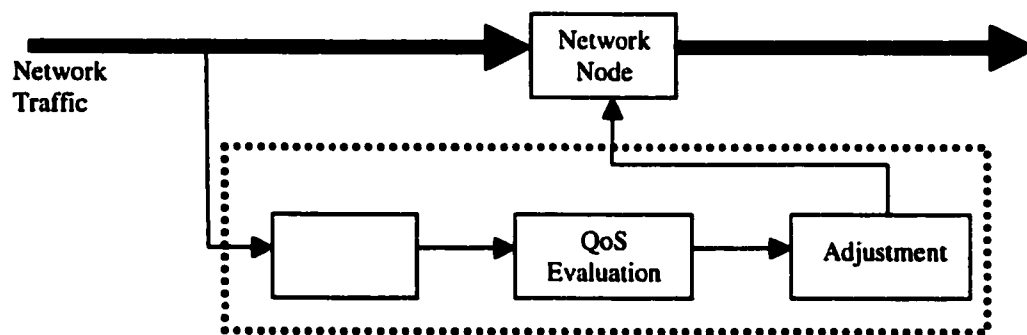 Network
Node
Network
Traffic
QoS
Evaluation
Adjustment